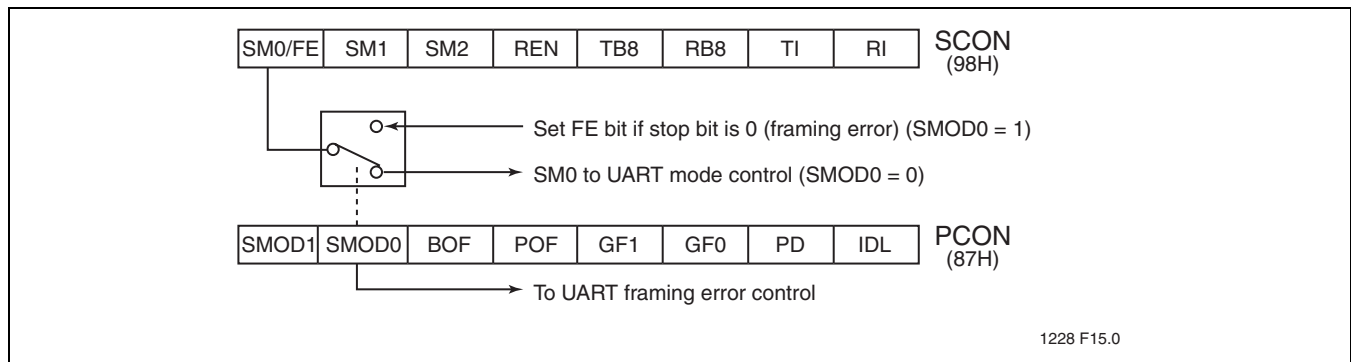 SM0/FE SM1 SM2 REN TB8 RB8 TI RI SCON
(98H)
Set FE bit if stop bit is 0 (framing error) (SMOD0 = 1)
SM0 to UART mode control (SMOD0 = 0)
SMOD1 SMOD0 BOF POF GF1 GF0 PD IDL PCON
(87H)
To UART framing error control
1228 F15.0